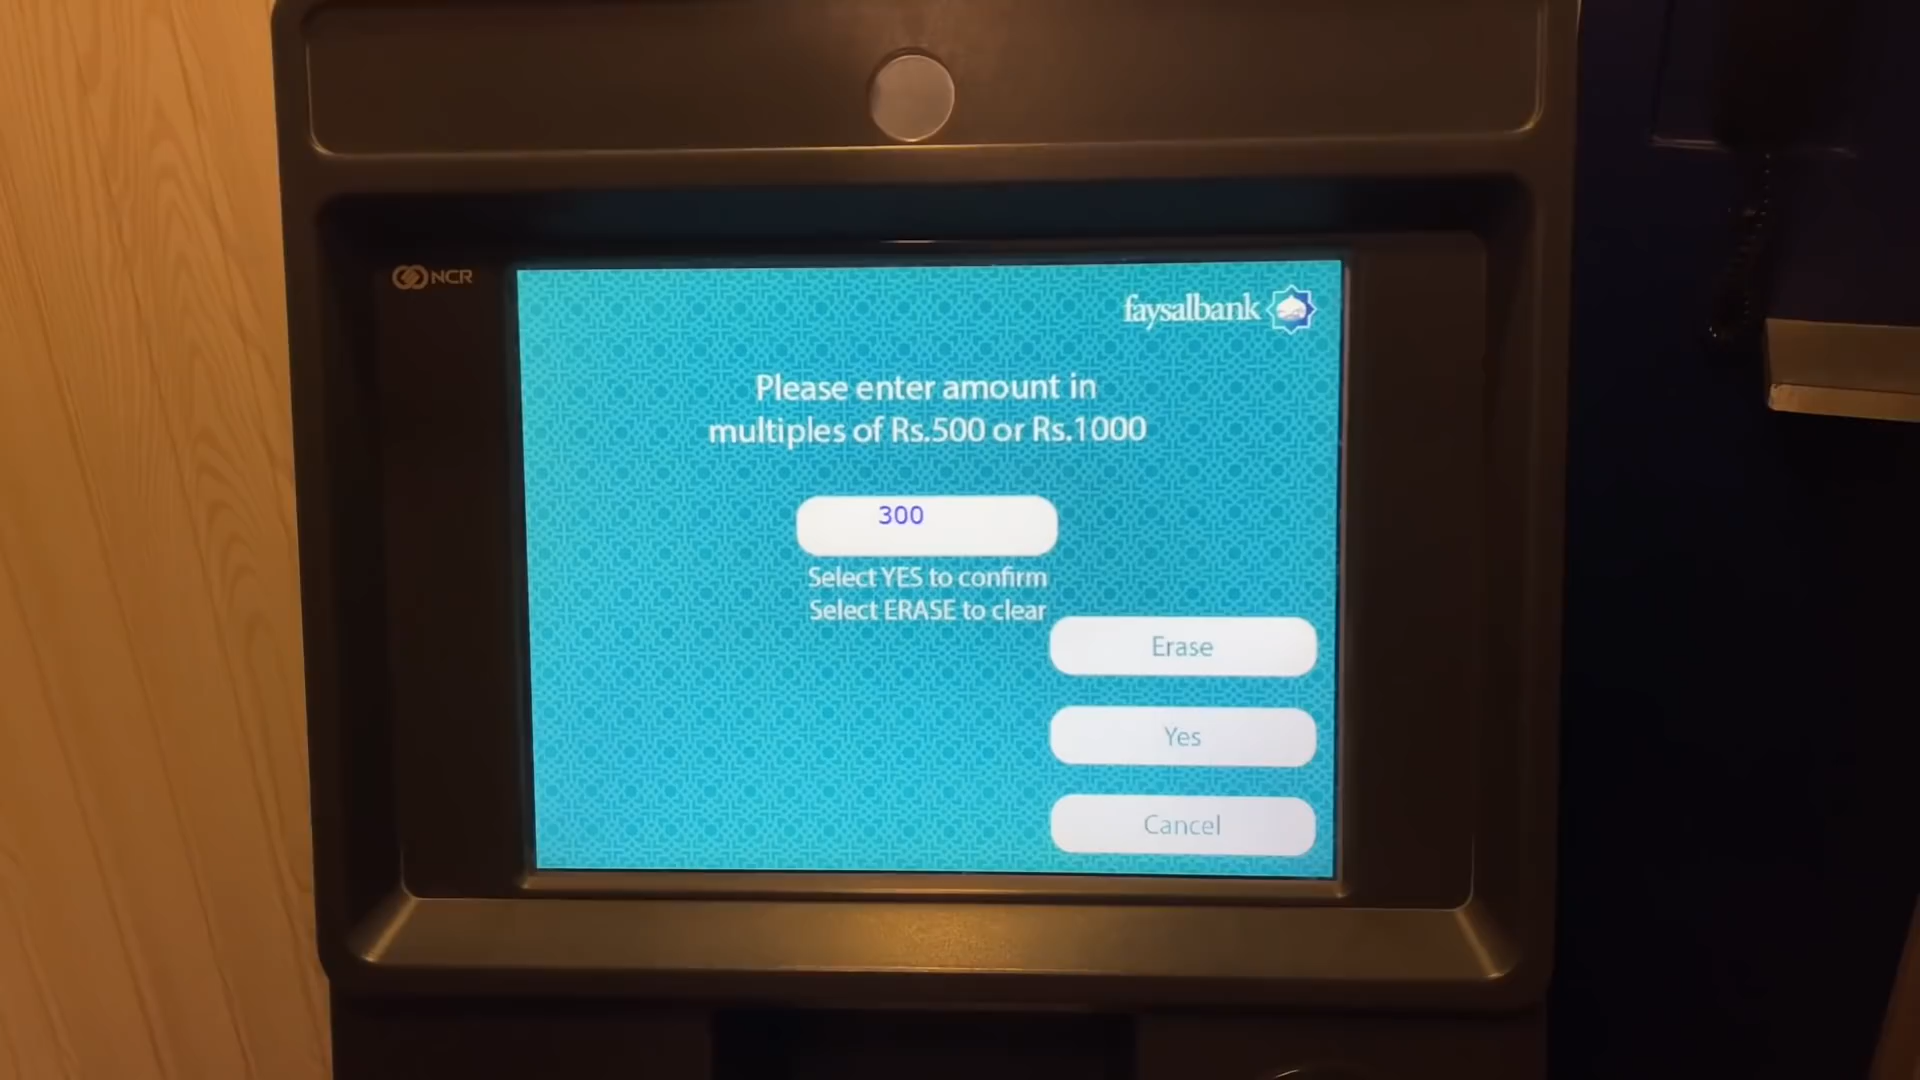 NCR
faysalbank
Please enter amount in
multiples of Rs.500 or Rs.1000
300
Select YES to confirm
Select ERASE to clear
Erase
Yes
Cancel